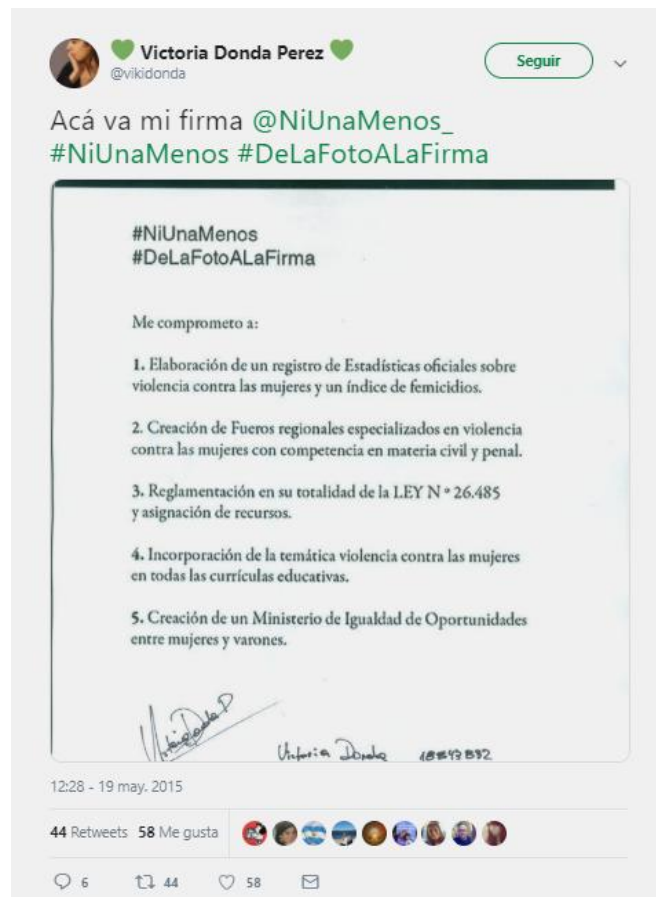 Victoria Donda Perez
@vikidonda
Seguir
Acá va mi firma @NiUnaMenos_
#NiUnaMenos #DeLaFotoALaFirma
#NiUnaMenos
#DeLaFotoALaFirma
Me comprometo a:
1. Elaboración de un registro de Estadísticas oficiales sobre
violencia contra las mujeres y un índice de femicidios.
2. Creación de Fueros regionales especializados en violencia
contra las mujeres con competencia en materia civil y penal.
3. Reglamentación en su totalidad de la LEY N º 26.485
y asignación de recursos.
4. Incorporación de la temática violencia contra las mujeres
en todas las currículas educativas.
5. Creación de un Ministerio de Igualdad de Oportunidades
entre mujeres y varones.
Victoria Donda
12:28 - 19 may. 2015
44 Retweets 58 Me gusta
6 44 58